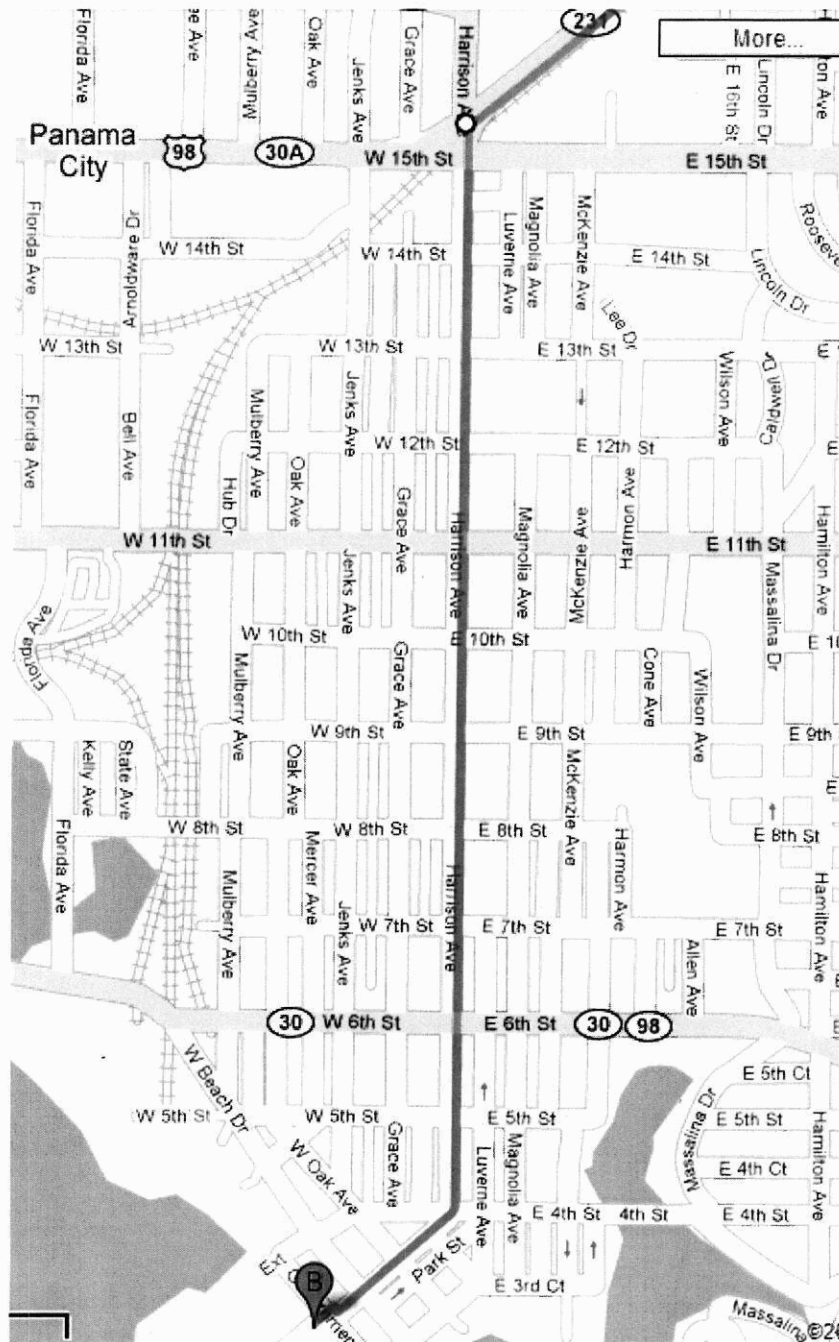 Florida Ave
Mulberry Ave
Oak Ave
Jenks Ave
Grace Ave
Harrison
231
More...
E 16th St
Lincoln Dr
Panama
City
98
30A
W 15th St
E 15th St
Florida Ave
W 14th St
W 14th St
Luverne Ave
Magnolia Ave
McKenzie Ave
E 14th St
Lincoln Dr
W 13th St
W 13th St
E 13th St
Lee Dr
Wilson Ave
Caldwell Dr
Florida Ave
Bell Ave
Mulberry Ave
Jenks Ave
W 12th St
E 12th St
Hub Dr
Oak Ave
Grace Ave
Harrison Ave
Magnolia Ave
McKenzie Ave
Harmon Ave
Hamilton Ave
W 11th St
E 11th St
Jenks Ave
Massalina Dr
Florida Ave
W 10th St
E 10th St
Mulberry Ave
Grace Ave
Cone Ave
Wilson Ave
W 9th St
E 9th St
E 9th
Kelly Ave
State Ave
Oak Ave
McKenzie Ave
W 8th St
W 8th St
E 8th St
E 8th St
Florida Ave
Mulberry Ave
Mercer Ave
Jenks Ave
Harrison Ave
Harmon Ave
Hamilton Ave
W 7th St
E 7th St
E 7th St
Allen Ave
30
W 6th St
E 6th St
30
98
W Beach Dr
E 5th Ct
W 5th St
W 5th St
E 5th St
Massalina Dr
E 5th St
Hamilton Ave
Grace Ave
Luverne Ave
Magnolia Ave
E 4th Ct
W Oak Ave
E 4th St
4th St
E 4th St
Park St
E 3rd Ct
B
Massalina